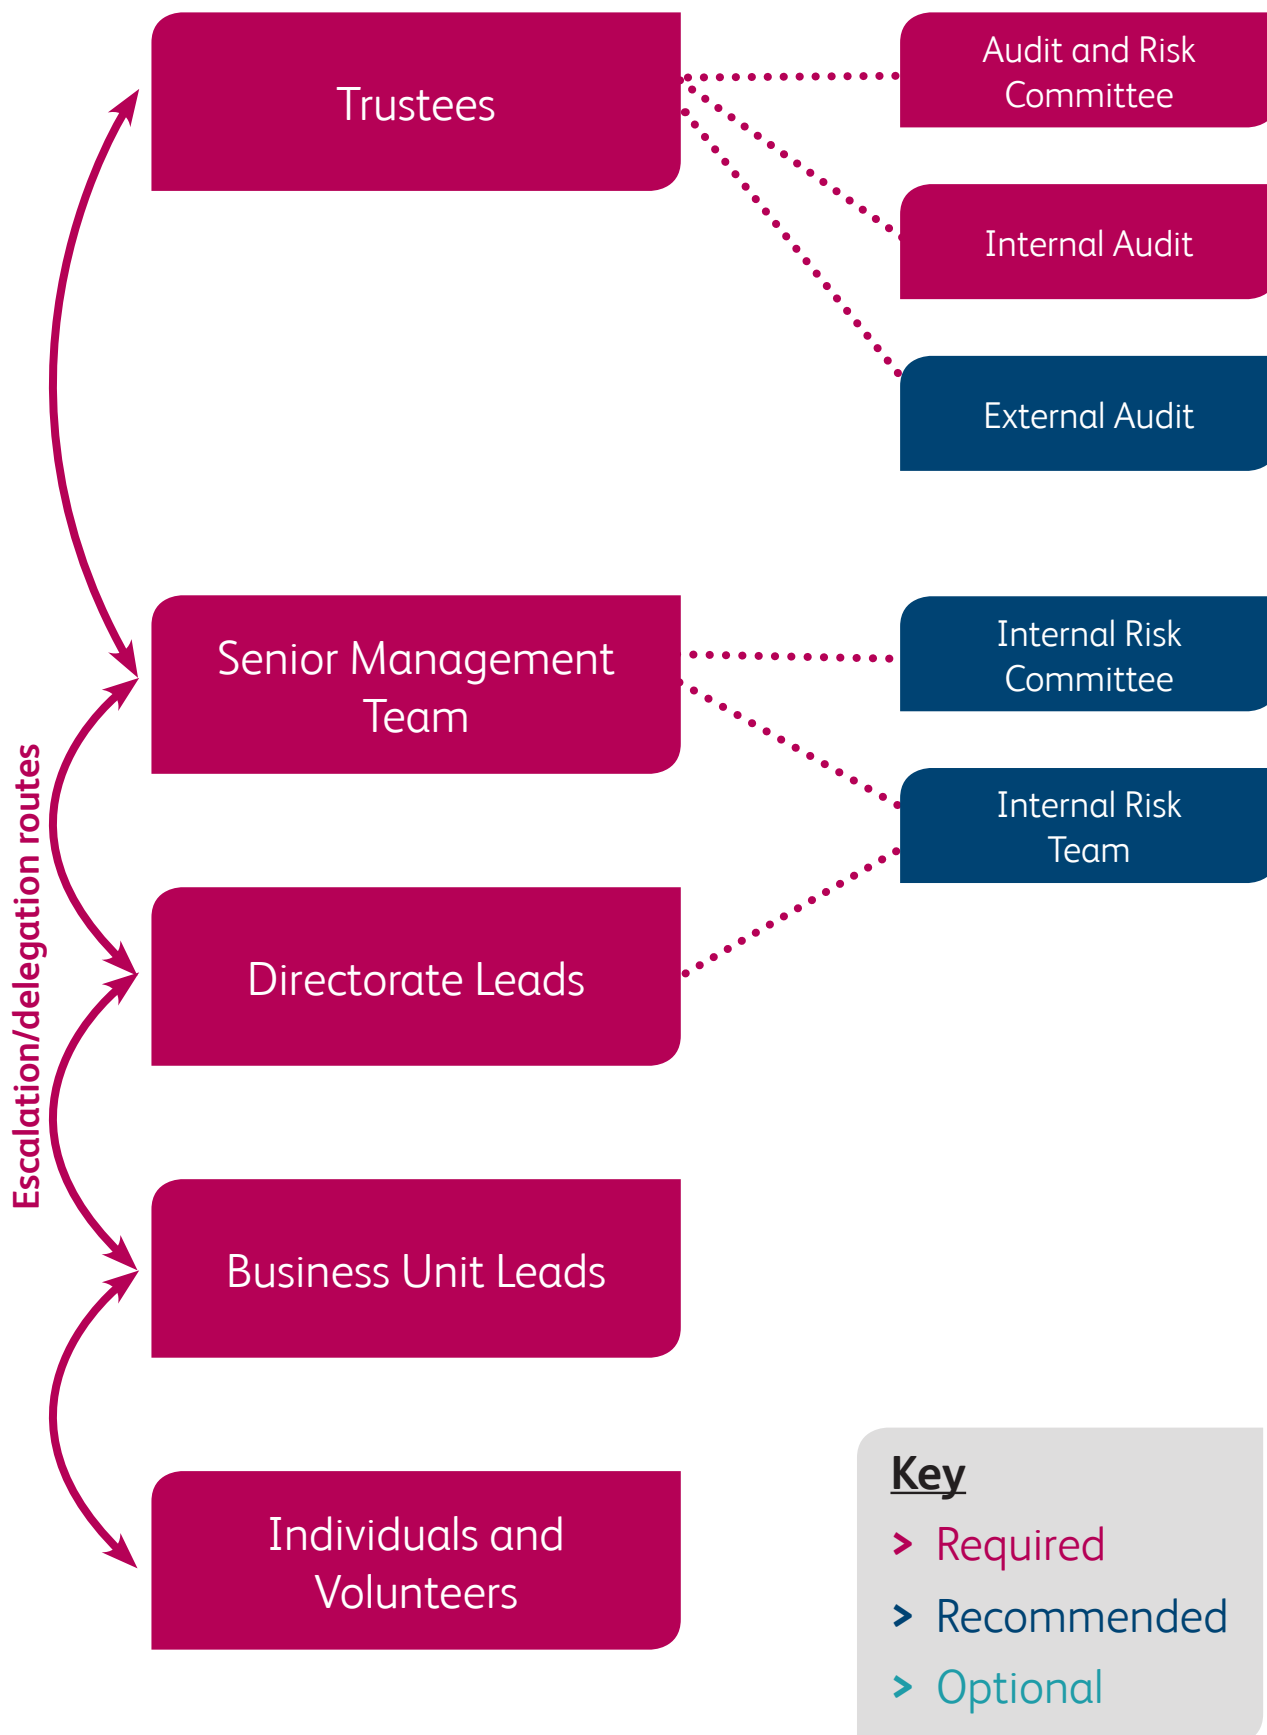 Trustees
Audit and Risk
Committee
Internal Audit
External Audit
Senior Management
Team
Internal Risk
Committee
Internal Risk
Team
Escalation/delegation routes
Directorate Leads
Business Unit Leads
Individuals and
Volunteers
Key
> Required
> Recommended
> Optional